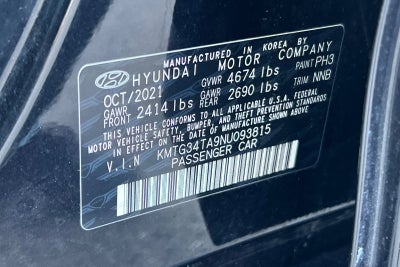 MANUFACTURED IN KOREA BY
HYUNDAI MOTOR COMPANY
OCT/2021 GVWR 4674 lbs PAINT PH3
GAWR FRONT 2414 lbs GAWR REAR 2690 lbs TRIM NNB
THIS VEHICLE CONFORMS TO ALL APPLICABLE U.S. FEDERAL
MOTOR VEHICLE SAFETY, BUMPER, AND THEFT PREVENTION STANDARDS
IN EFFECT ON THE DATE OF MANUFACTURE SHOWN ABOVE.
V.I.N KMTG34TA9NU093815
PASSENGER CAR